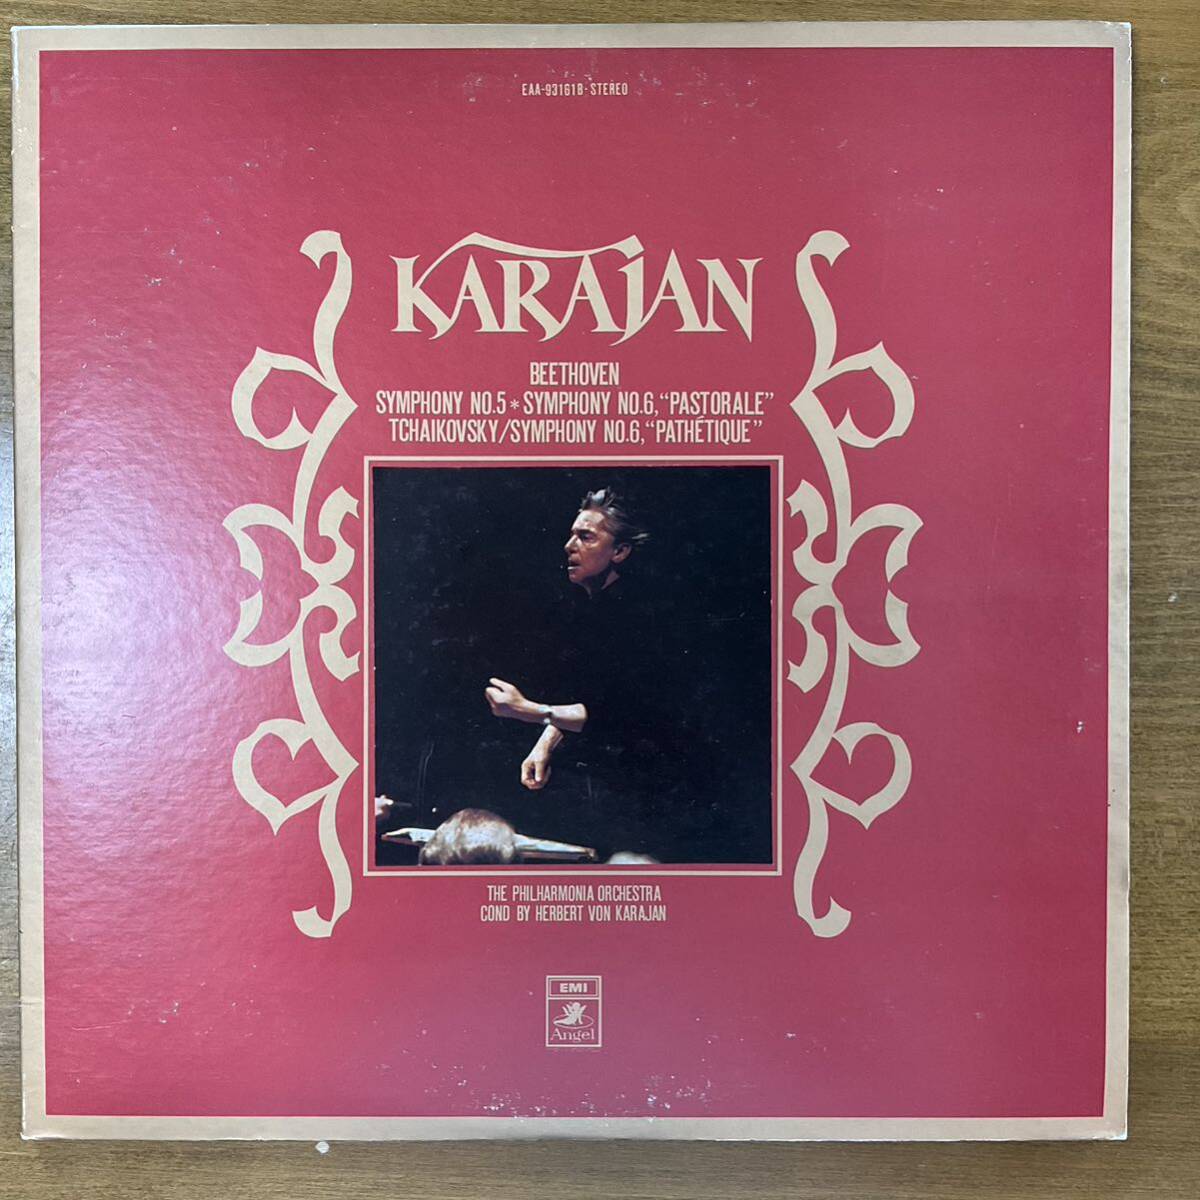 EAA-93161B・STEREO
KARAJAN
BEETHOVEN
SYMPHONY NO.5 * SYMPHONY NO.6, “PASTORALE”
TCHAIKOVSKY/SYMPHONY NO.6, “PATHÉTIQUE”
THE PHILHARMONIA ORCHESTRA
COND BY HERBERT VON KARAJAN
EMI
Angel